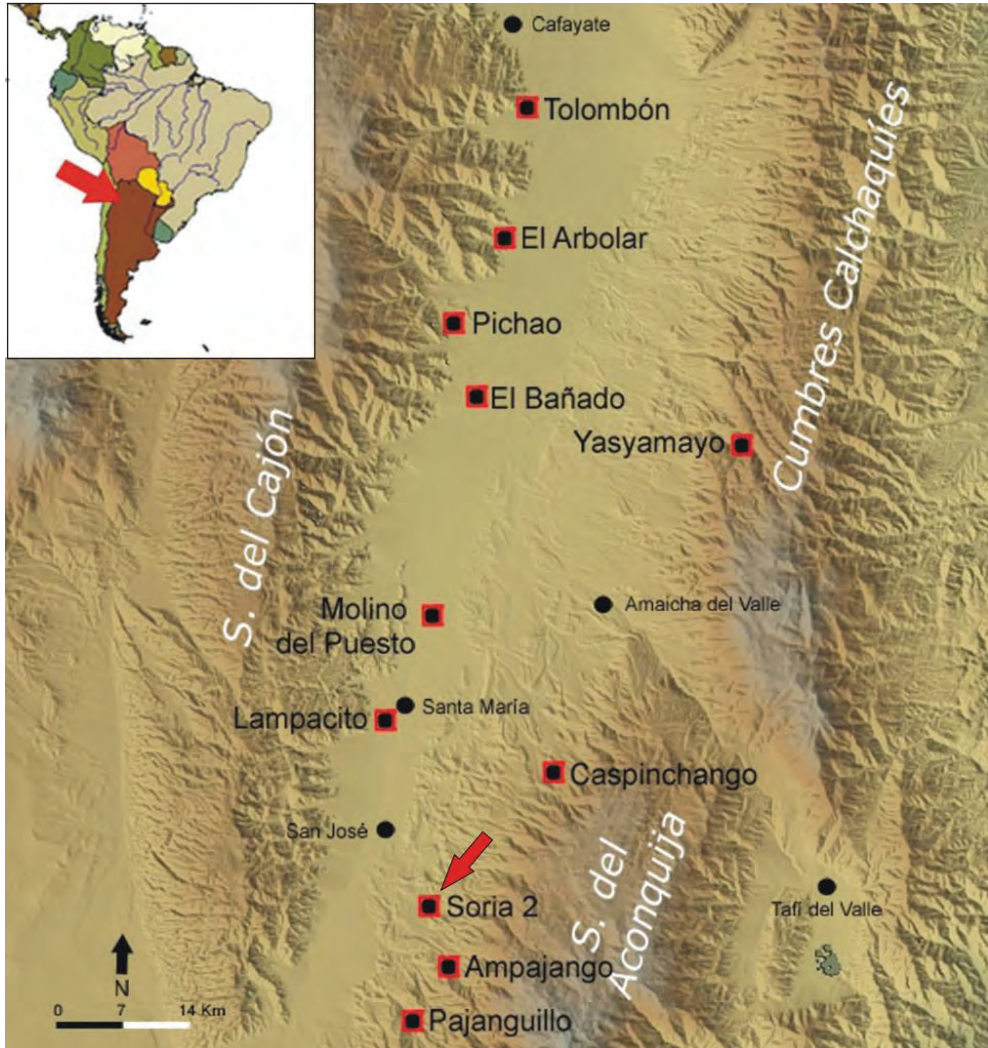 Cafayate
Tolombón
El Arbolar
Pichao
El Bañado
Yasyamayo
Cumbres Calchaquíes
S. del Cajón
Molino
del Puesto
Amaicha del Valle
Santa María
Lampacito
Caspinchango
San José
S. del
Aconquija
Soria 2
Tafí del Valle
Ampajango
N
0 7 14 Km
Pajanguillo